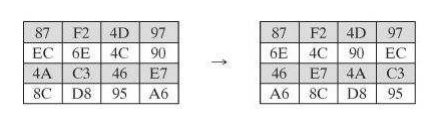 87 F2 4D 97 87 F2 4D 97
EC 6E 4C 90 6E 4C 90 EC
→
4A C3 46 E7 46 E7 4A C3
8C D8 95 A6 A6 8C D8 95